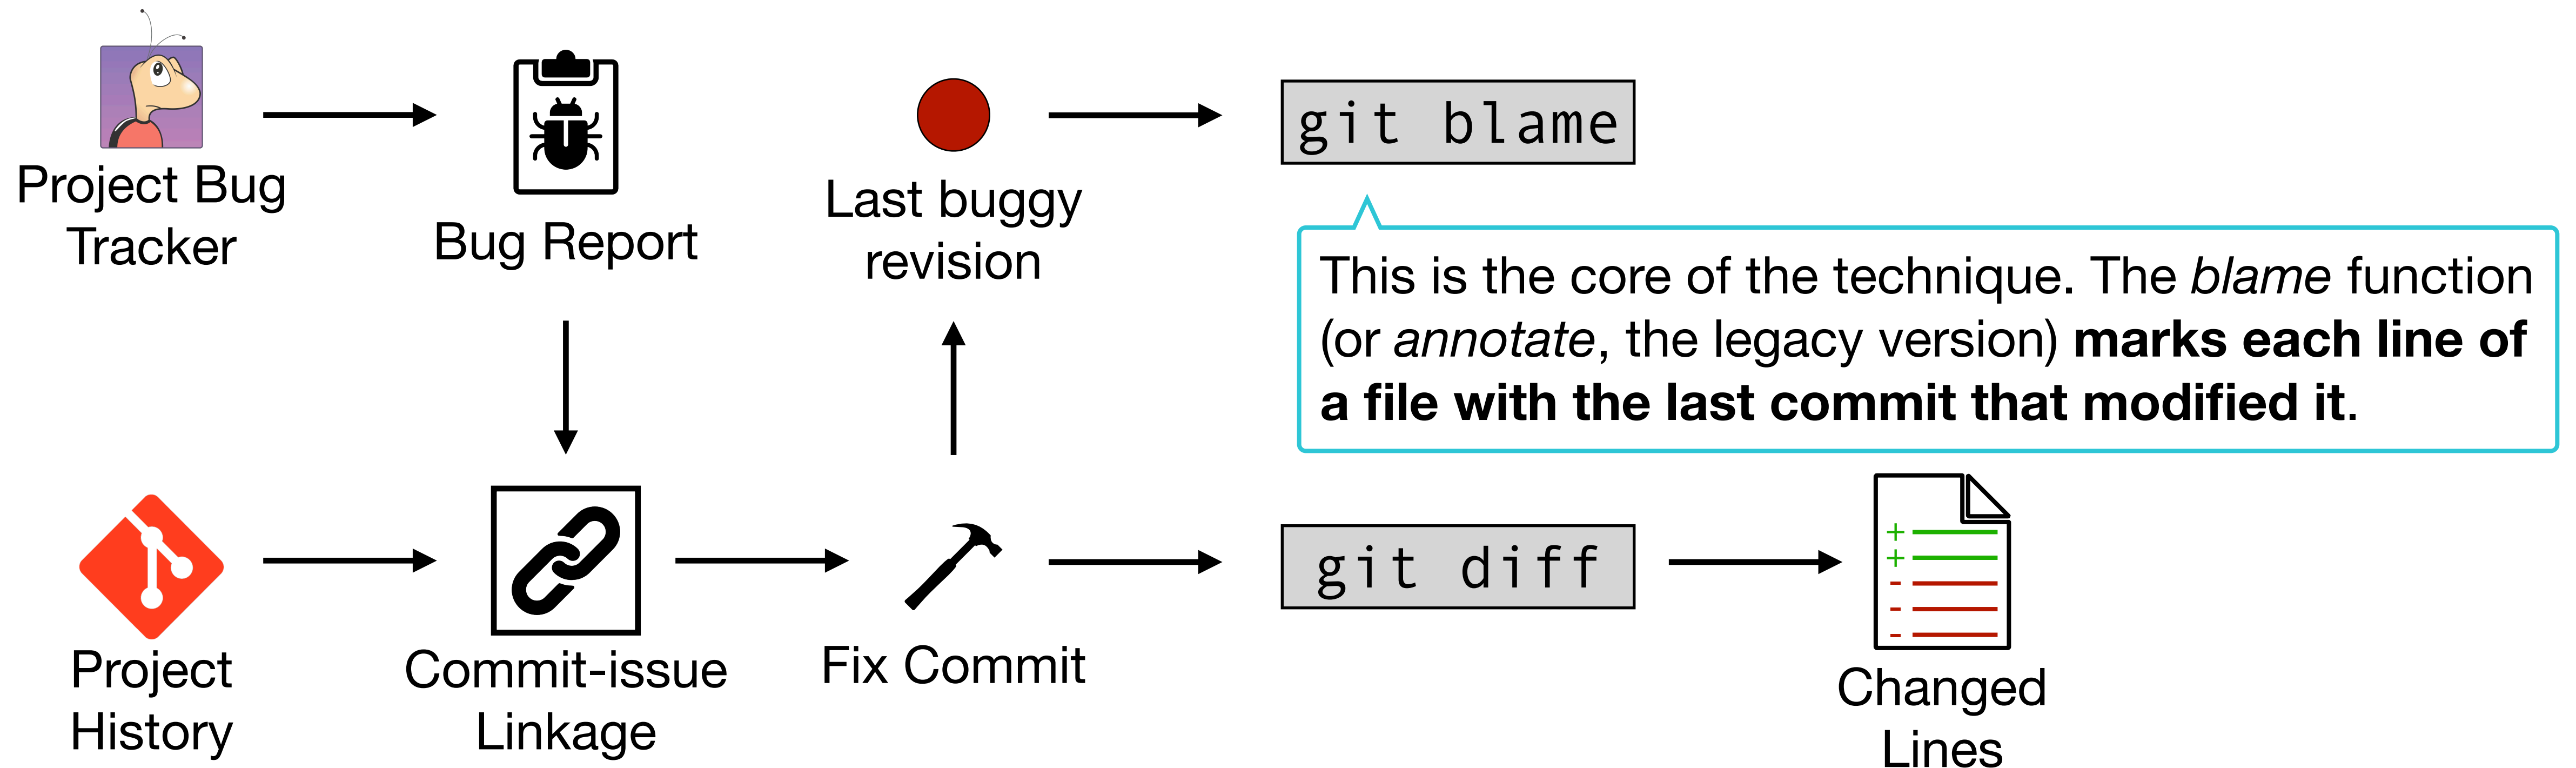 Project Bug
Tracker
Bug Report
Last buggy
revision
git blame
This is the core of the technique. The blame function
(or annotate, the legacy version) marks each line of
a file with the last commit that modified it.
Project
History
Commit-issue
Linkage
Fix Commit
git diff
+
+
-
-
-
Changed
Lines